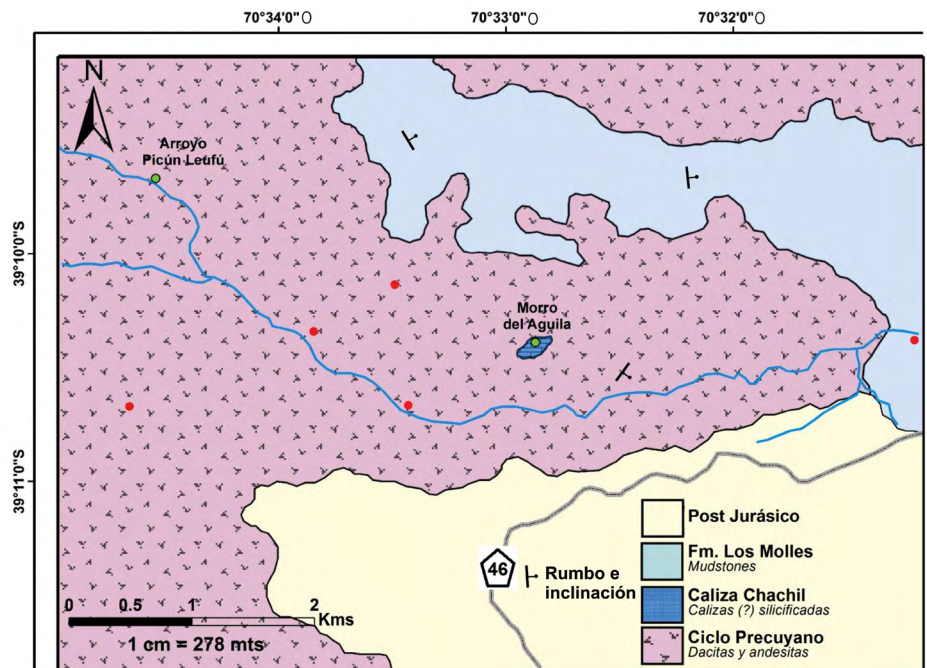 70°34'0"O
70°33'0"O
70°32'0"O
N
Arroyo
Picún Leufú
39°10'0"S
Morro
del Aguila
39°11'0"S
46
Rumbo e
inclinación
0 0.5 1 2
Kms
1 cm = 278 mts
Post Jurásico
Fm. Los Molles
Mudstones
Caliza Chachil
Calizas (?) silicificadas
Ciclo Precuyano
Dacitas y andesitas